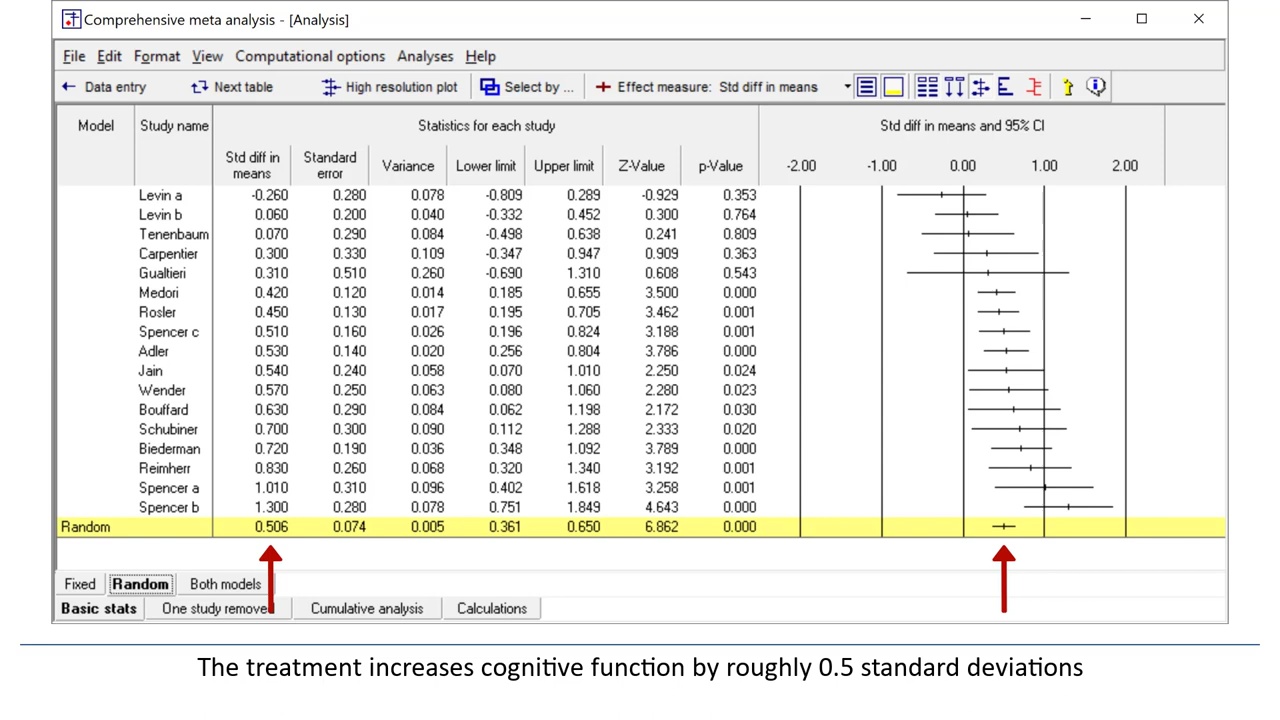 Comprehensive meta analysis - [Analysis]
File Edit Format View Computational options Analyses Help
Data entry Next table High resolution plot Select by ... Effect measure: Std diff in means
Model Study name Statistics for each study Std diff in means and 95% CI
Std diff in means Standard error Variance Lower limit Upper limit Z-Value p-Value -2.00 -1.00 0.00 1.00 2.00
Levin a -0.260 0.280 0.078 -0.809 0.289 -0.929 0.353
Levin b 0.060 0.200 0.040 -0.332 0.452 0.300 0.764
Tenenbaum 0.070 0.290 0.084 -0.498 0.638 0.241 0.809
Carpentier 0.300 0.330 0.109 -0.347 0.947 0.909 0.363
Gualtieri 0.310 0.510 0.260 -0.690 1.310 0.608 0.543
Medori 0.420 0.120 0.014 0.185 0.655 3.500 0.000
Rosler 0.450 0.130 0.017 0.195 0.705 3.462 0.001
Spencer c 0.510 0.160 0.026 0.196 0.824 3.188 0.001
Adler 0.530 0.140 0.020 0.256 0.804 3.786 0.000
Jain 0.540 0.240 0.058 0.070 1.010 2.250 0.024
Wender 0.570 0.250 0.063 0.080 1.060 2.280 0.023
Bouffard 0.630 0.290 0.084 0.062 1.198 2.172 0.030
Schubiner 0.700 0.300 0.090 0.112 1.288 2.333 0.020
Biederman 0.720 0.190 0.036 0.348 1.092 3.789 0.000
Reimherr 0.830 0.260 0.068 0.320 1.340 3.192 0.001
Spencer a 1.010 0.310 0.096 0.402 1.618 3.258 0.001
Spencer b 1.300 0.280 0.078 0.751 1.849 4.643 0.000
Random 0.506 0.074 0.005 0.361 0.650 6.862 0.000
Fixed Random Both models
Basic stats One study removed Cumulative analysis Calculations
The treatment increases cognitive function by roughly 0.5 standard deviations